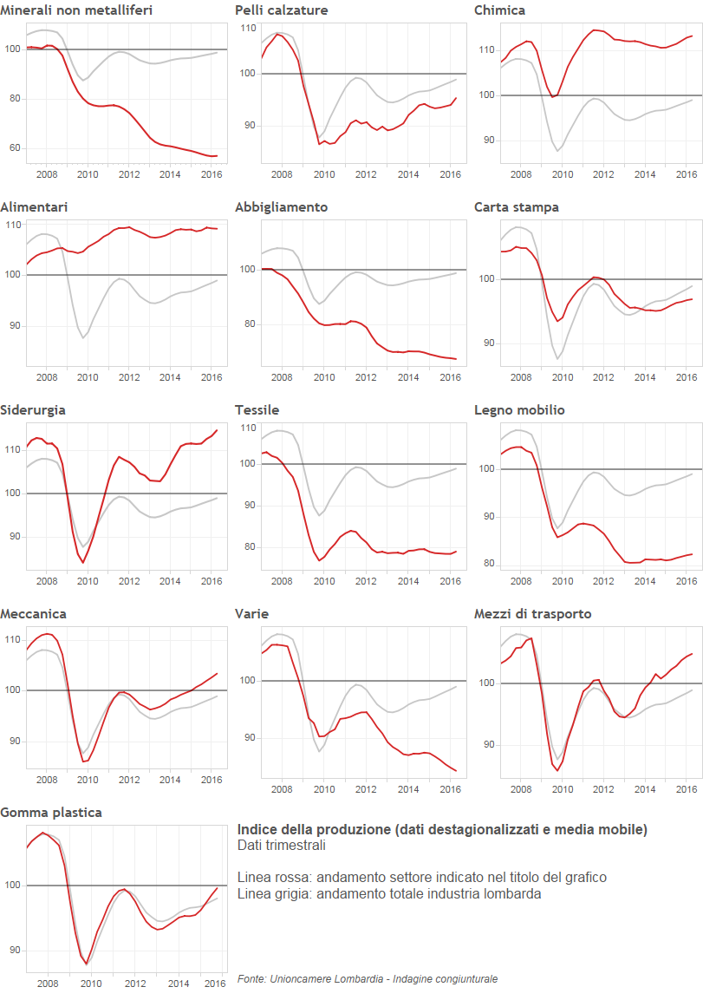 Minerali non metalliferi
100
80
60
2008 2010 2012 2014 2016
Pelli calzature
110
100
90
2008 2010 2012 2014 2016
Chimica
110
100
90
2008 2010 2012 2014 2016
Alimentari
110
100
90
2008 2010 2012 2014 2016
Abbigliamento
100
80
2008 2010 2012 2014 2016
Carta stampa
100
90
2008 2010 2012 2014 2016
Siderurgia
110
100
90
2008 2010 2012 2014 2016
Tessile
110
100
90
80
2008 2010 2012 2014 2016
Legno mobilio
100
90
80
2008 2010 2012 2014 2016
Meccanica
110
100
90
2008 2010 2012 2014 2016
Varie
100
90
2008 2010 2012 2014 2016
Mezzi di trasporto
100
90
2008 2010 2012 2014 2016
Gomma plastica
100
90
2008 2010 2012 2014 2016
Indice della produzione (dati destagionalizzati e media mobile)
Dati trimestrali
Linea rossa: andamento settore indicato nel titolo del grafico
Linea grigia: andamento totale industria lombarda
Fonte: Unioncamere Lombardia - Indagine congiunturale